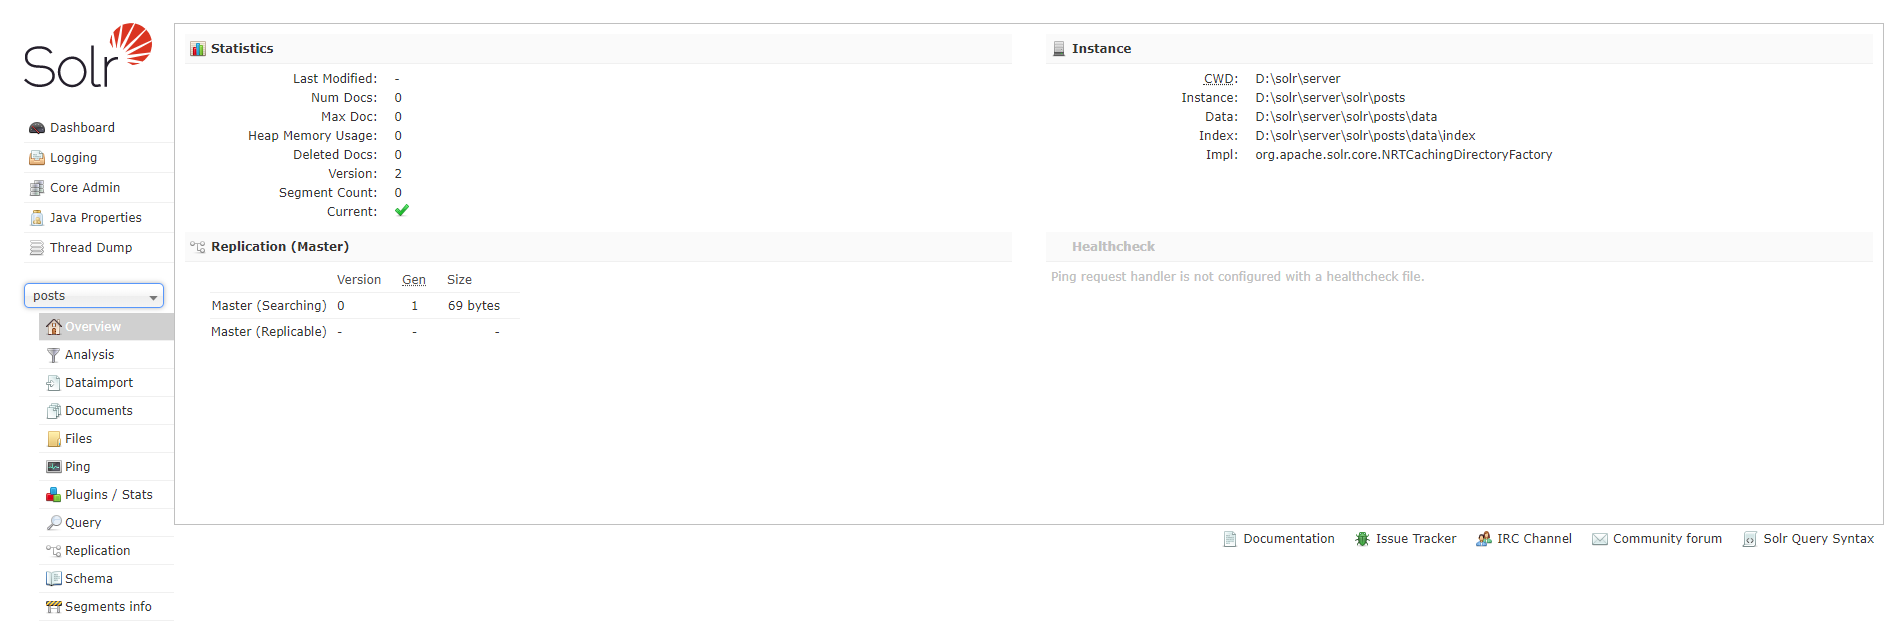 Solr
Dashboard
Logging
Core Admin
Java Properties
Thread Dump
posts
Overview
Analysis
Dataimport
Documents
Files
Ping
Plugins / Stats
Query
Replication
Schema
Segments info
Statistics
Last Modified: -
Num Docs: 0
Max Doc: 0
Heap Memory Usage: 0
Deleted Docs: 0
Version: 2
Segment Count: 0
Current:
Instance
CWD: D:\solr\server
Instance: D:\solr\server\solr\posts
Data: D:\solr\server\solr\posts\data
Index: D:\solr\server\solr\posts\data\index
Impl: org.apache.solr.core.NRTCachingDirectoryFactory
Replication (Master)
Version Gen Size
Master (Searching) 0 1 69 bytes
Master (Replicable) - - -
Healthcheck
Ping request handler is not configured with a healthcheck file.
Documentation Issue Tracker IRC Channel Community forum Solr Query Syntax